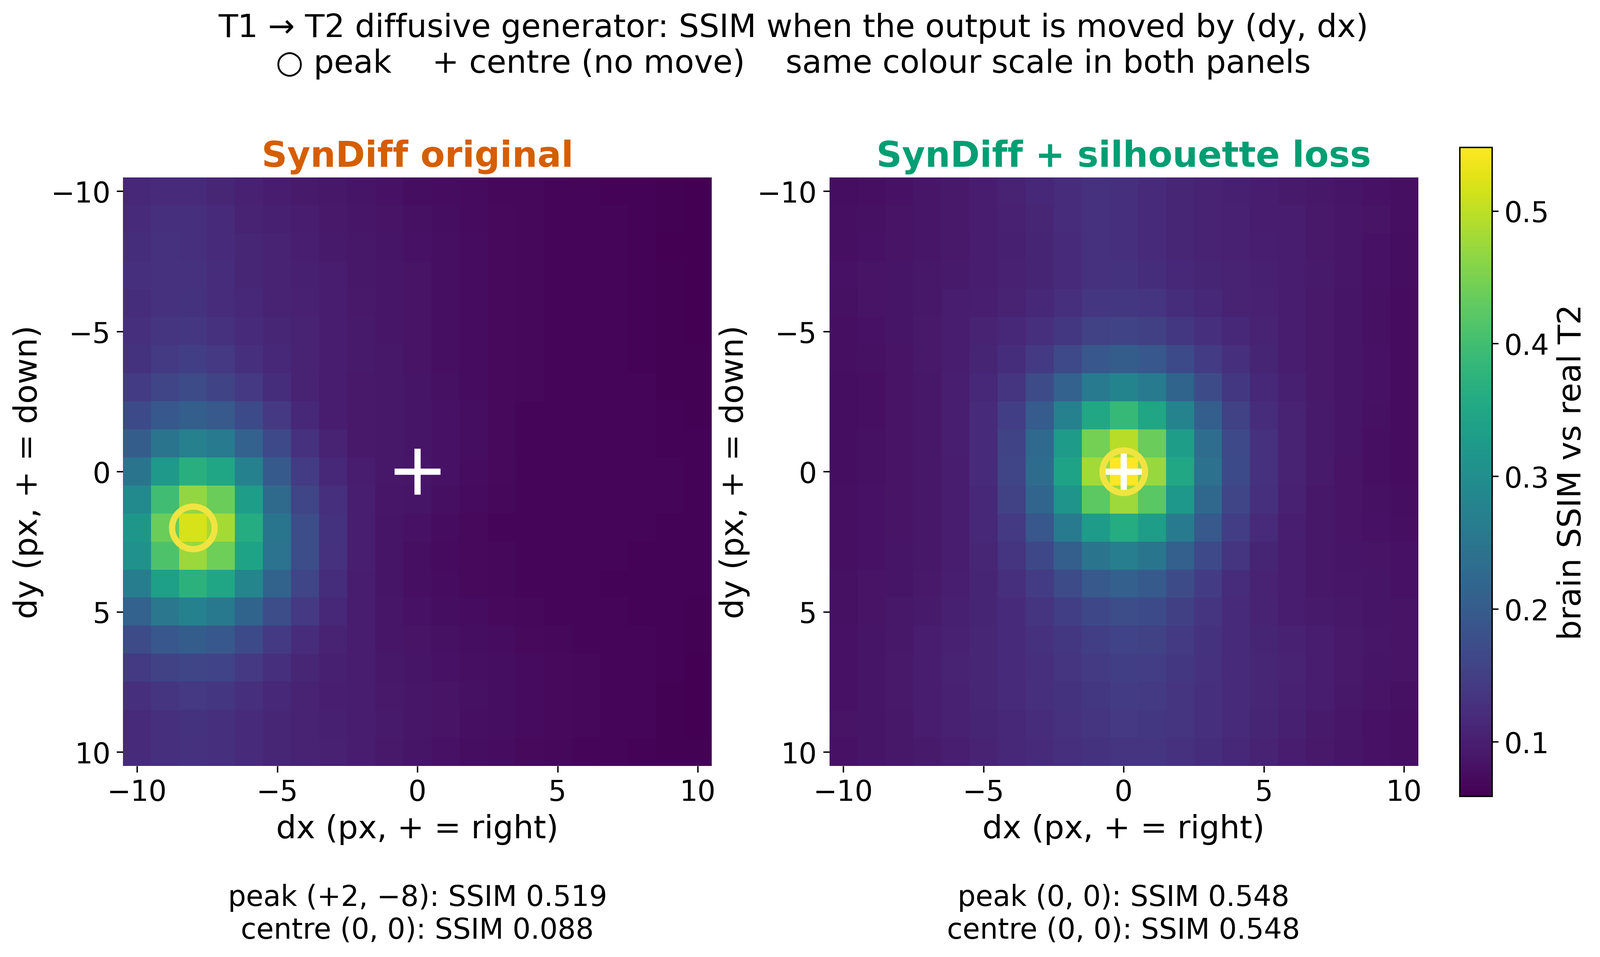 T1 → T2 diffusive generator: SSIM when the output is moved by (dy, dx)
○ peak + centre (no move) same colour scale in both panels
SynDiff original
−10
−5
0
5
10
dy (px, + = down)
−10 −5 0 5 10
dx (px, + = right)
peak (+2, −8): SSIM 0.519
centre (0, 0): SSIM 0.088
SynDiff + silhouette loss
−10
−5
0
5
10
dy (px, + = down)
−10 −5 0 5 10
dx (px, + = right)
peak (0, 0): SSIM 0.548
centre (0, 0): SSIM 0.548
0.5
0.4
0.3
0.2
0.1
brain SSIM vs real T2